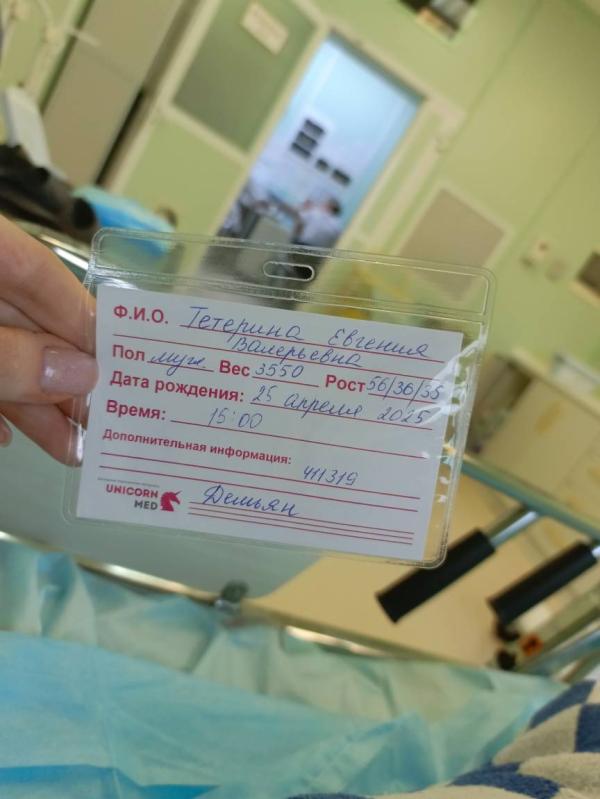 Ф.И.О. Тетерина Евгения
Валерьевна
Пол муж. Вес 3550 Рост 56/36/35
Дата рождения: 25 апреля 2025
Время: 15:00
Дополнительная информация:
411319
UNICORN
MED
Демьян